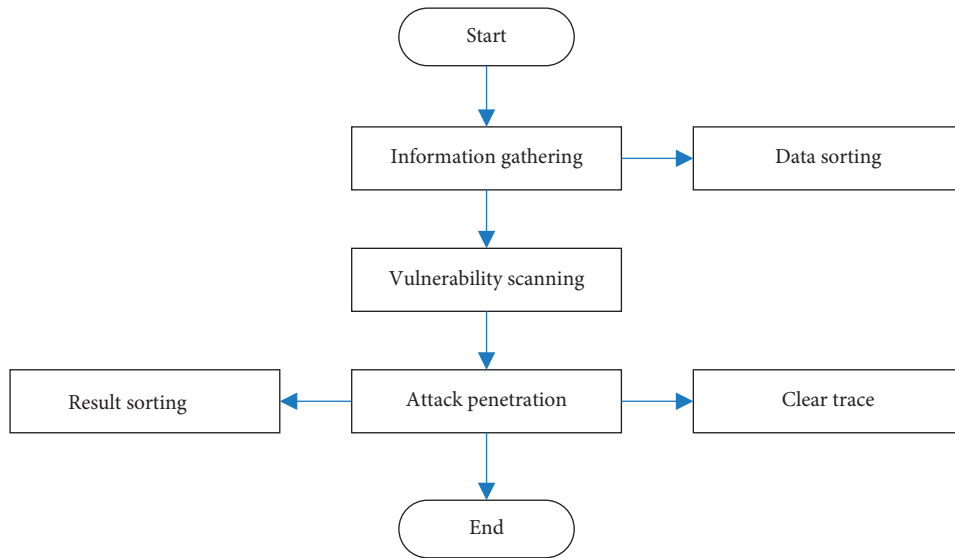 Start
Information gathering
Data sorting
Vulnerability scanning
Result sorting
Attack penetration
Clear trace
End